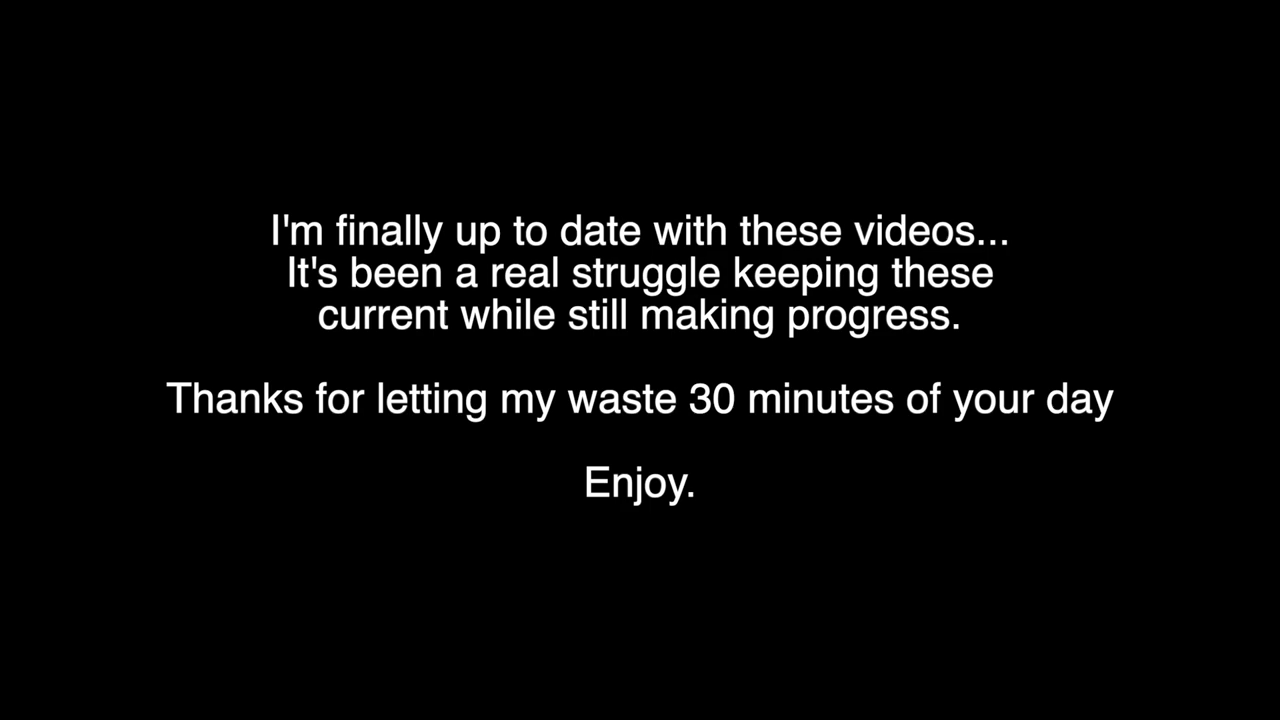 I'm finally up to date with these videos...
It's been a real struggle keeping these
current while still making progress.
Thanks for letting my waste 30 minutes of your day
Enjoy.